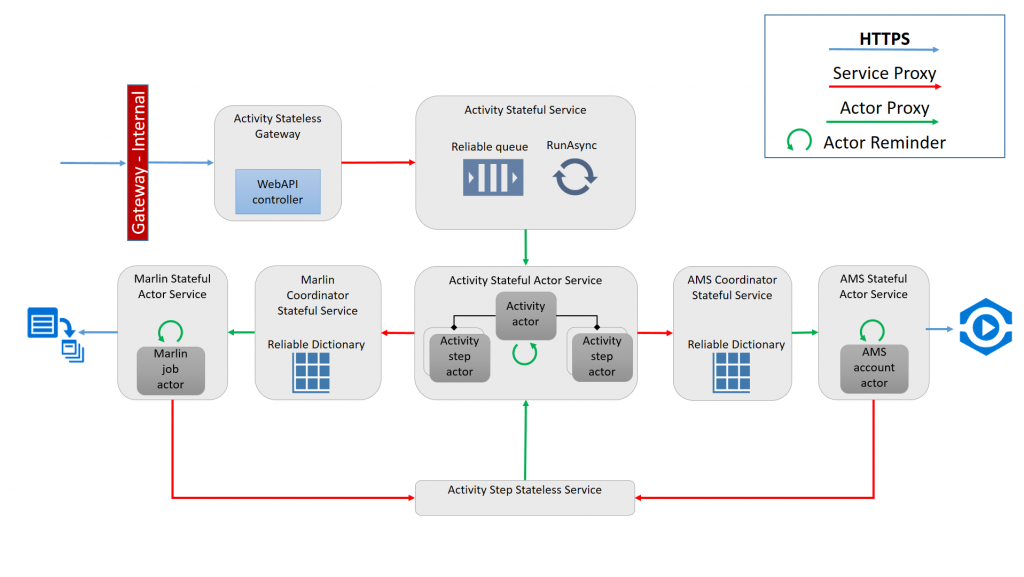 HTTPS
Service Proxy
Actor Proxy
Actor Reminder
Gateway - Internal
Activity Stateless
Gateway
WebAPI
controller
Activity Stateful Service
Reliable queue
RunAsync
Marlin Stateful
Actor Service
Marlin
job
actor
Marlin
Coordinator
Stateful Service
Reliable Dictionary
Activity Stateful Actor Service
Activity
actor
Activity
step
actor
Activity
step
actor
AMS Coordinator
Stateful Service
Reliable Dictionary
AMS Stateful
Actor Service
AMS
account
actor
Activity Step Stateless Service